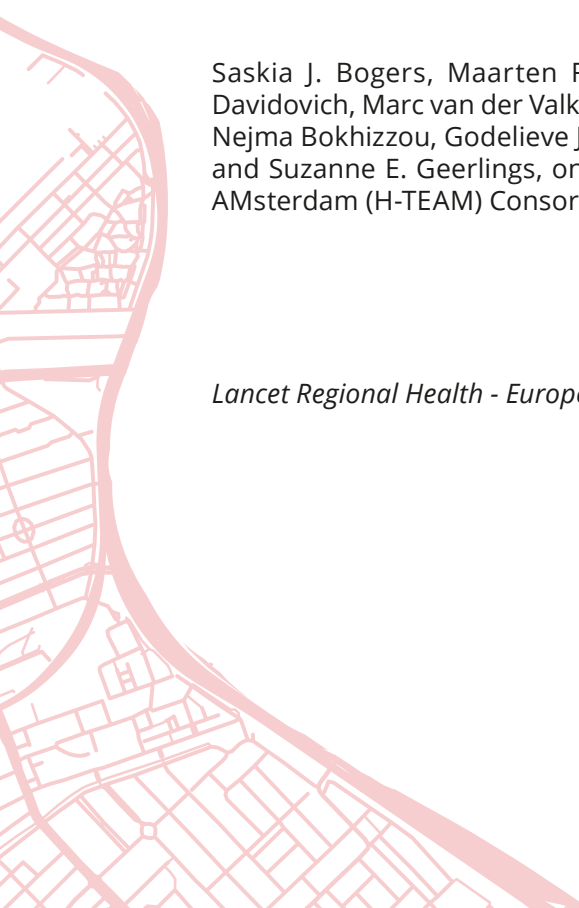 Saskia J. Bogers, Maarten
Davidovich, Marc van der Valk
Nejma Bokhizzou, Godelieve J
and Suzanne E. Geerlings, on
AMsterdam (H-TEAM) Consor
Lancet Regional Health - Europe